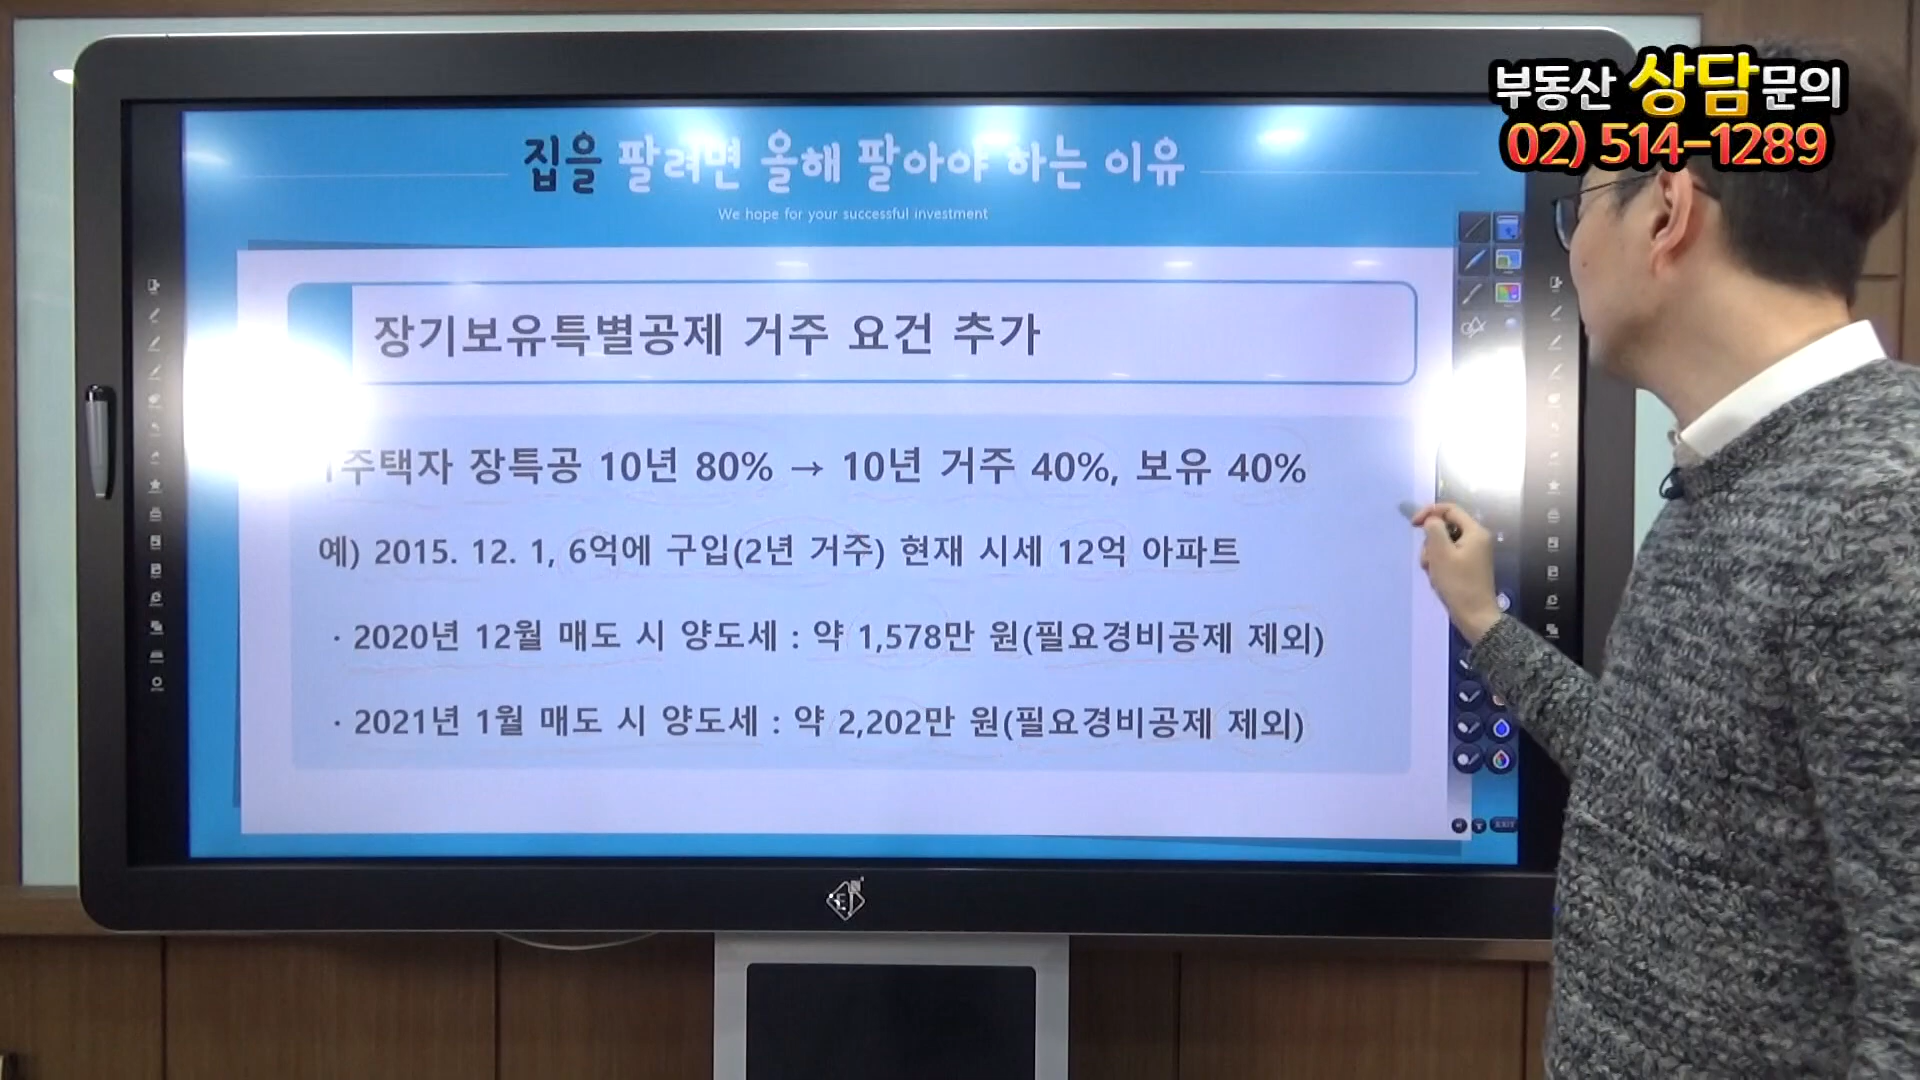 부동산 상담문의
02) 514-1289
집을 팔려면 올해 팔아야 하는 이유
We hope for your successful investment
장기보유특별공제 거주 요건 추가
주택자 장특공 10년 80% → 10년 거주 40%, 보유 40%
예) 2015. 12. 1, 6억에 구입(2년 거주) 현재 시세 12억 아파트
· 2020년 12월 매도 시 양도세 : 약 1,578만 원(필요경비공제 제외)
· 2021년 1월 매도 시 양도세 : 약 2,202만 원(필요경비공제 제외)
EXIT